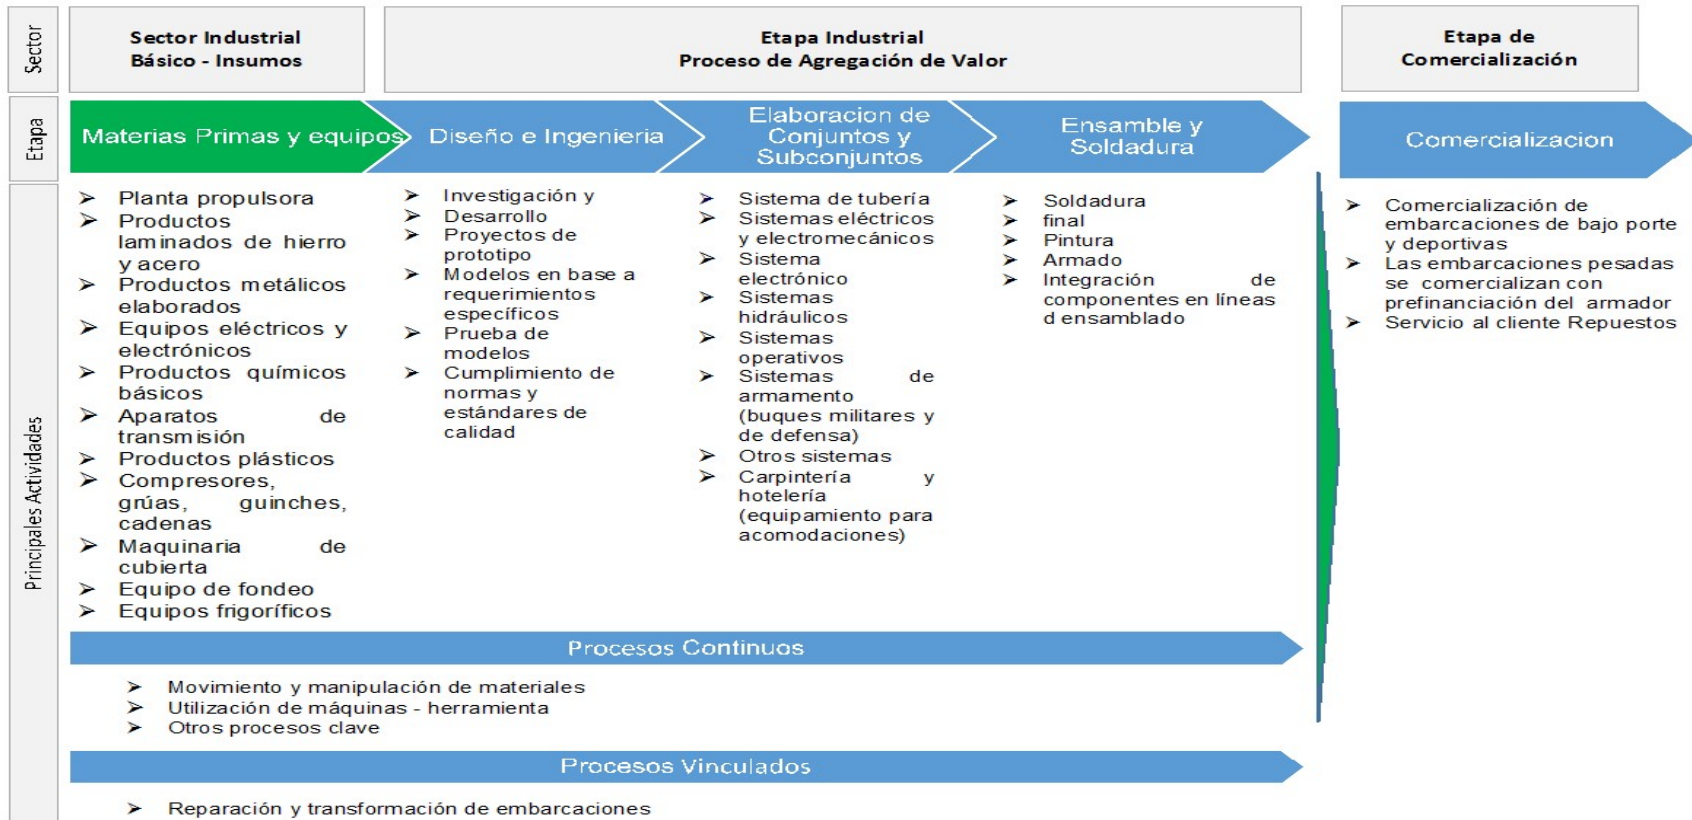 Sector
Sector Industrial
Básico - Insumos
Etapa Industrial
Proceso de Agregación de Valor
Etapa de
Comercialización
Etapa
Materias Primas y equipos
Diseño e Ingenieria
Elaboracion de
Conjuntos y
Subconjuntos
Ensamble y
Soldadura
Comercializacion
Principales Actividades
➢ Planta propulsora
➢ Productos
laminados de hierro
y acero
➢ Productos metálicos
elaborados
➢ Equipos eléctricos y
electrónicos
➢ Productos químicos
básicos
➢ Aparatos de
transmisión
➢ Productos plásticos
➢ Compresores,
grúas, guinches,
cadenas
➢ Maquinaria de
cubierta
➢ Equipo de fondeo
➢ Equipos frigoríficos
➢ Investigación y
➢ Desarrollo
➢ Proyectos de
prototipo
➢ Modelos en base a
requerimientos
específicos
➢ Prueba de
modelos
➢ Cumplimiento de
normas y
estándares de
calidad
➢ Sistema de tubería
➢ Sistemas eléctricos
y electromecánicos
➢ Sistema
electrónico
➢ Sistemas
hidráulicos
➢ Sistemas
operativos
➢ Sistemas de
armamento
(buques militares y
de defensa)
➢ Otros sistemas
➢ Carpintería y
hotelería
(equipamiento para
acomodaciones)
➢ Soldadura
➢ final
➢ Pintura
➢ Armado
➢ Integración de
componentes en líneas
d ensamblado
➢ Comercialización de
embarcaciones de bajo porte
y deportivas
➢ Las embarcaciones pesadas
se comercializan con
prefinanciación del armador
➢ Servicio al cliente Repuestos
Procesos Continuos
➢ Movimiento y manipulación de materiales
➢ Utilización de máquinas - herramienta
➢ Otros procesos clave
Procesos Vinculados
➢ Reparación y transformación de embarcaciones